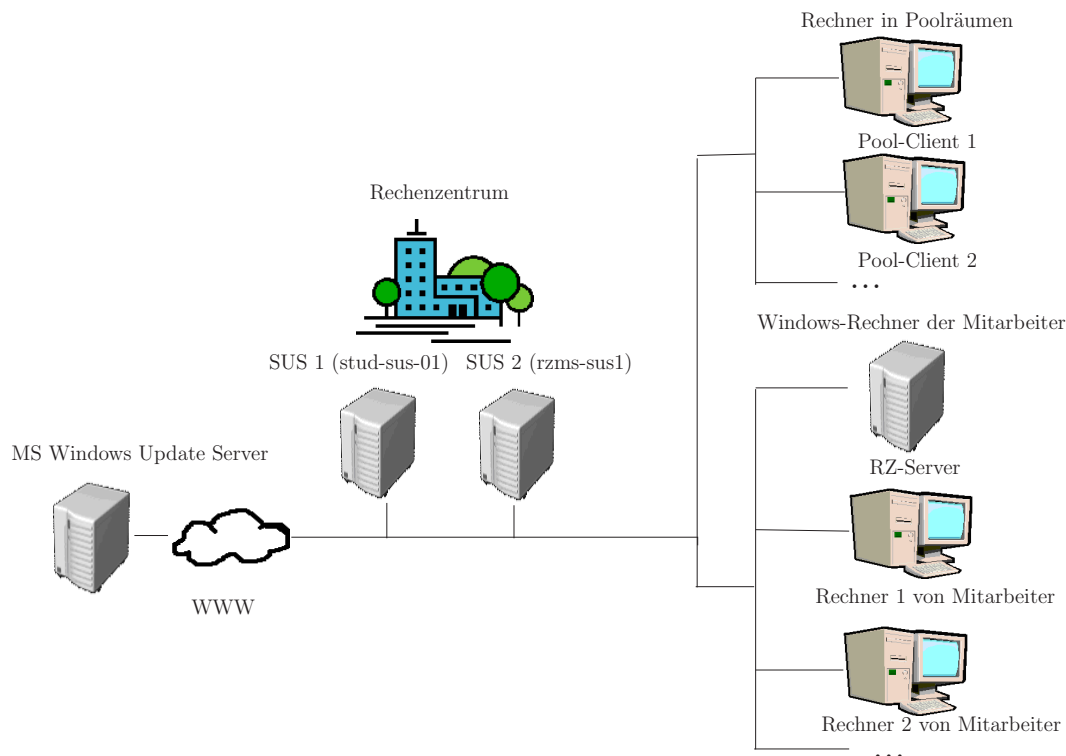 Rechner in Poolräumen
Pool-Client 1
Rechenzentrum
Pool-Client 2
...
Windows-Rechner der Mitarbeiter
SUS 1 (stud-sus-01) SUS 2 (rzms-sus1)
MS Windows Update Server
RZ-Server
WWW
Rechner 1 von Mitarbeiter
Rechner 2 von Mitarbeiter
...